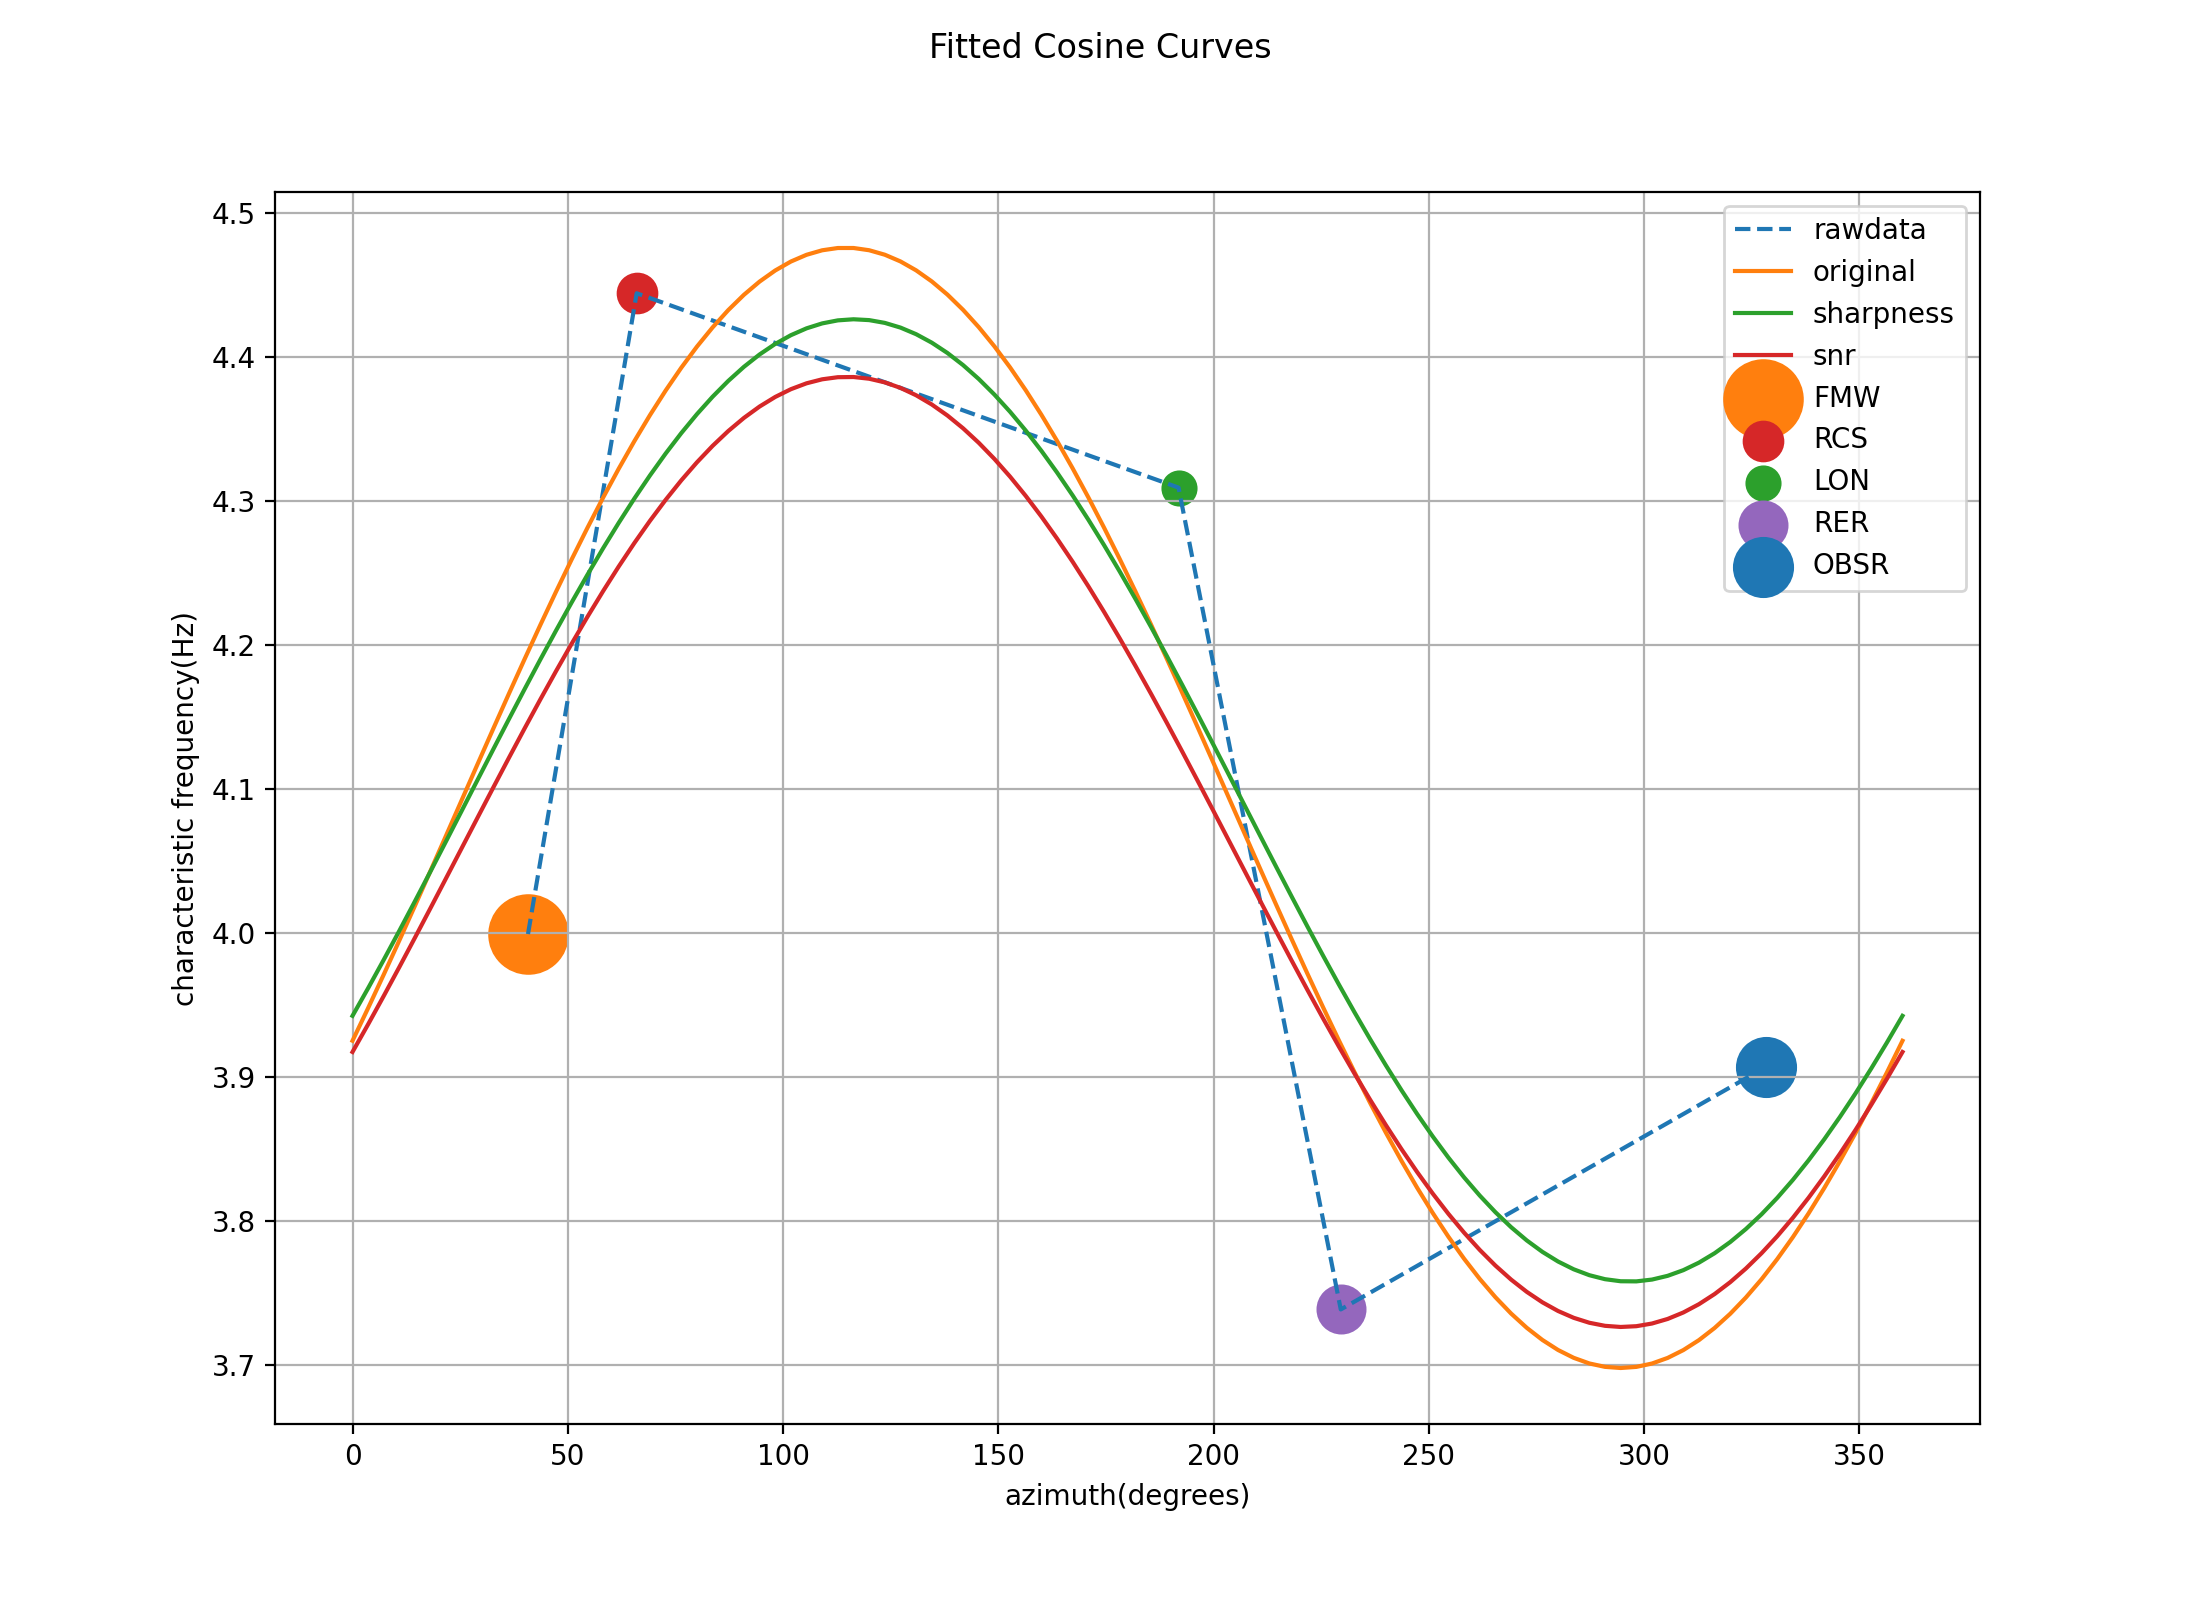 Fitted Cosine Curves
4.5
4.4
4.3
4.2
4.1
4.0
3.9
3.8
3.7
characteristic frequency(Hz)
rawdata
original
sharpness
snr
FMW
RCS
LON
RER
OBSR
0 50 100 150 200 250 300 350
azimuth(degrees)